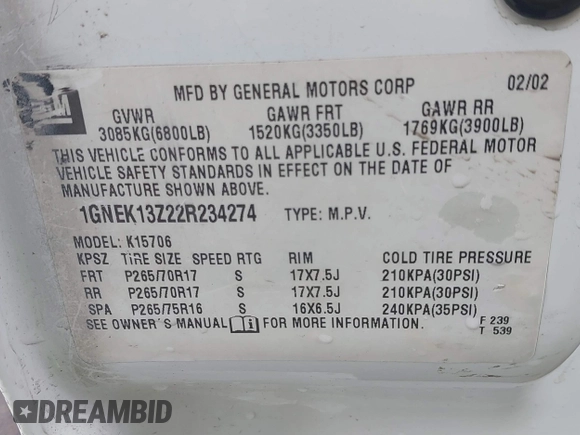 GM
MFD BY GENERAL MOTORS CORP 02/02
GVWR GAWR FRT GAWR RR
3085KG(6800LB) 1520KG(3350LB) 1769KG(3900LB)
THIS VEHICLE CONFORMS TO ALL APPLICABLE U.S. FEDERAL MOTOR
VEHICLE SAFETY STANDARDS IN EFFECT ON THE DATE OF
MANUFACTURE SHOWN ABOVE.
1GNEK13Z22R234274 TYPE: M.P.V.
MODEL: K15706
KPSZ TIRE SIZE SPEED RTG RIM COLD TIRE PRESSURE
FRT P265/70R17 S 17X7.5J 210KPA(30PSI)
RR P265/70R17 S 17X7.5J 210KPA(30PSI)
SPA P265/75R16 S 16X6.5J 240KPA(35PSI)
SEE OWNER'S MANUAL FOR MORE INFORMATION.
F 239
T 539
DREAMBID